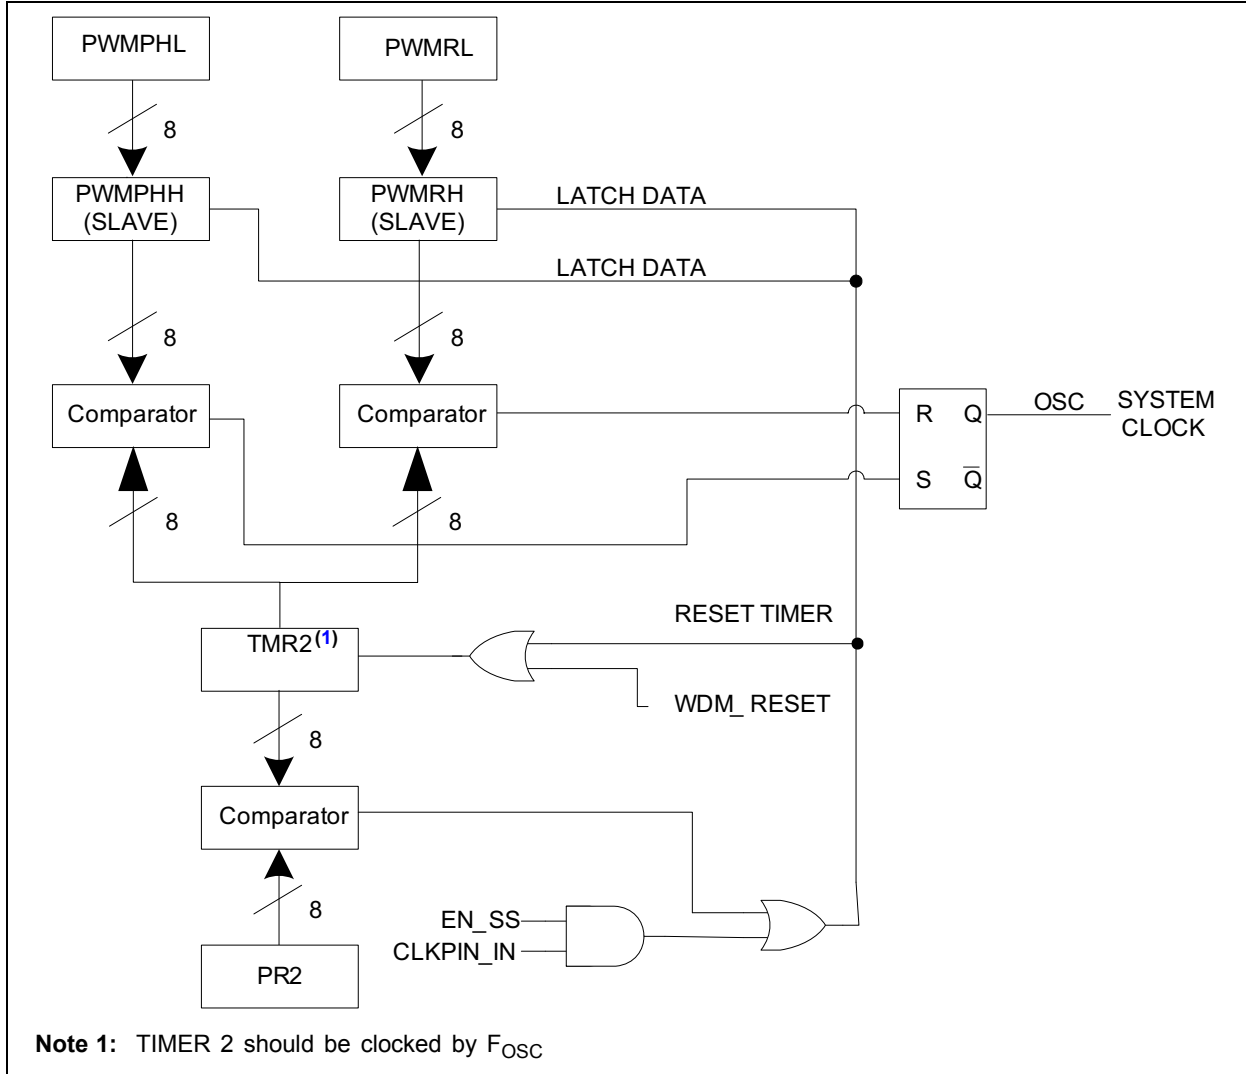 PWMPHL
PWMRL
8
8
PWMPHH
(SLAVE)
PWMRH
(SLAVE)
LATCH DATA
LATCH DATA
8
8
Comparator
Comparator
R Q
S Q̅
OSC
SYSTEM
CLOCK
8
8
TMR2(1)
RESET TIMER
WDM_ RESET
8
Comparator
8
EN_SS
CLKPIN_IN
PR2
Note 1: TIMER 2 should be clocked by FOSC